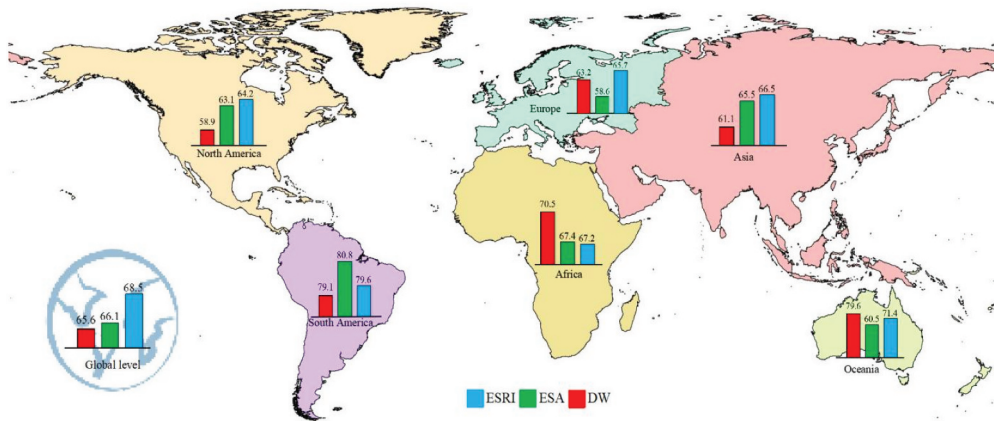 58.9 63.1 64.2
North America
63.2 58.6 65.7
Europe
61.1 65.5 66.5
Asia
70.5 67.4 67.2
Africa
79.1 80.8 79.6
South America
65.6 66.1 68.5
Global level
79.6 60.5 71.4
Oceania
ESRI ESA DW